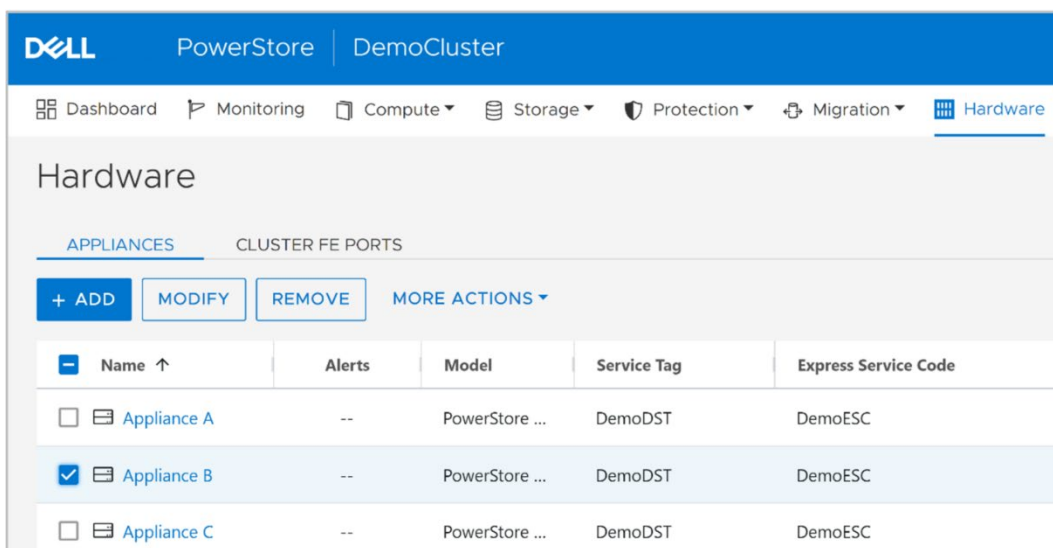 DELL PowerStore DemoCluster
Dashboard Monitoring Compute Storage Protection Migration Hardware
Hardware
APPLIANCES CLUSTER FE PORTS
+ ADD MODIFY REMOVE MORE ACTIONS
Name ↑ Alerts Model Service Tag Express Service Code
Appliance A -- PowerStore ... DemoDST DemoESC
Appliance B -- PowerStore ... DemoDST DemoESC
Appliance C -- PowerStore ... DemoDST DemoESC